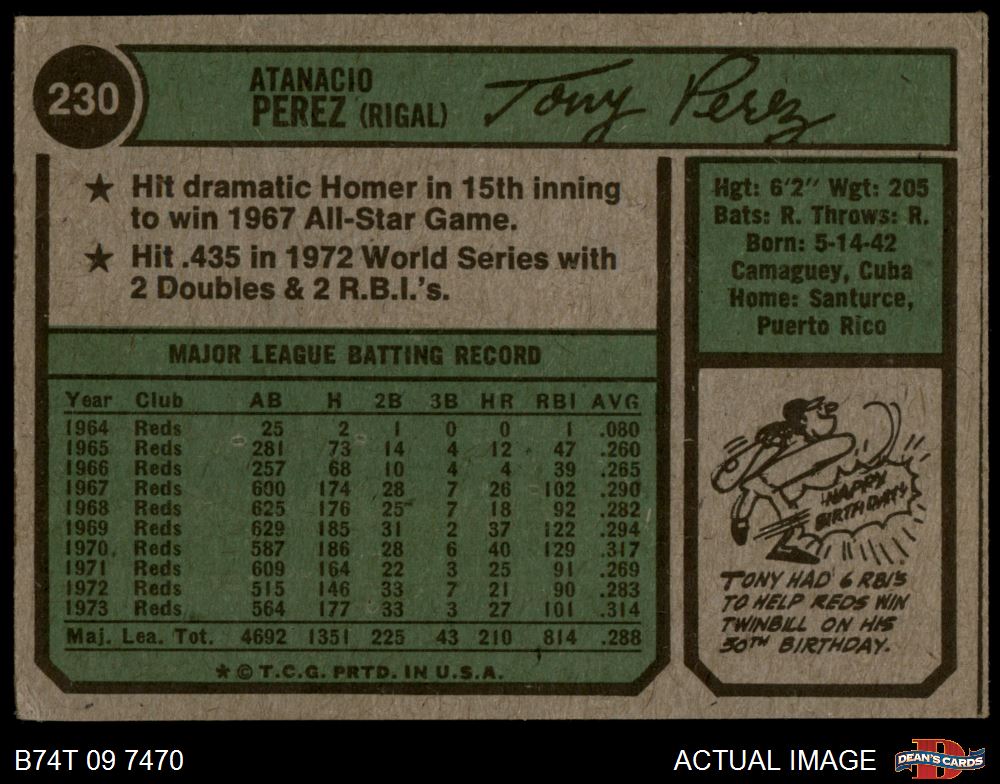 230
ATANACIO
PEREZ (RIGAL)
Tony Perez
★ Hit dramatic Homer in 15th inning
to win 1967 All-Star Game.
★ Hit .435 in 1972 World Series with
2 Doubles & 2 R.B.I.'s.
Hgt: 6'2" Wgt: 205
Bats: R. Throws: R.
Born: 5-14-42
Camaguey, Cuba
Home: Santurce,
Puerto Rico
MAJOR LEAGUE BATTING RECORD
Year Club AB H 2B 3B HR RBI AVG
1964 Reds 25 2 1 0 0 1 .080
1965 Reds 281 73 14 4 12 47 .260
1966 Reds 257 68 10 4 4 39 .265
1967 Reds 600 174 28 7 26 102 .290
1968 Reds 625 176 25 7 18 92 .282
1969 Reds 629 185 31 2 37 122 .294
1970 Reds 587 186 28 6 40 129 .317
1971 Reds 609 164 22 3 25 91 .269
1972 Reds 515 146 33 7 21 90 .283
1973 Reds 564 177 33 3 27 101 .314
Maj. Lea. Tot. 4692 1351 225 43 210 814 .288
★ © T.C.G. PRTD. IN U.S.A.
HAPPY
BIRTHDAY!
TONY HAD 6 RBI'S
TO HELP REDS WIN
TWINBILL ON HIS
30TH BIRTHDAY.
B74T 09 7470
ACTUAL IMAGE
DEAN'S CARDS